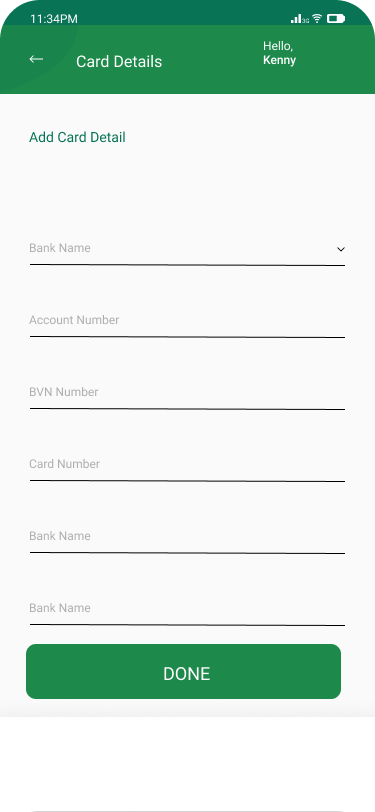 11:34PM
3G
Hello,
Kenny
Card Details
Add Card Detail
Bank Name
Account Number
BVN Number
Card Number
Bank Name
Bank Name
DONE